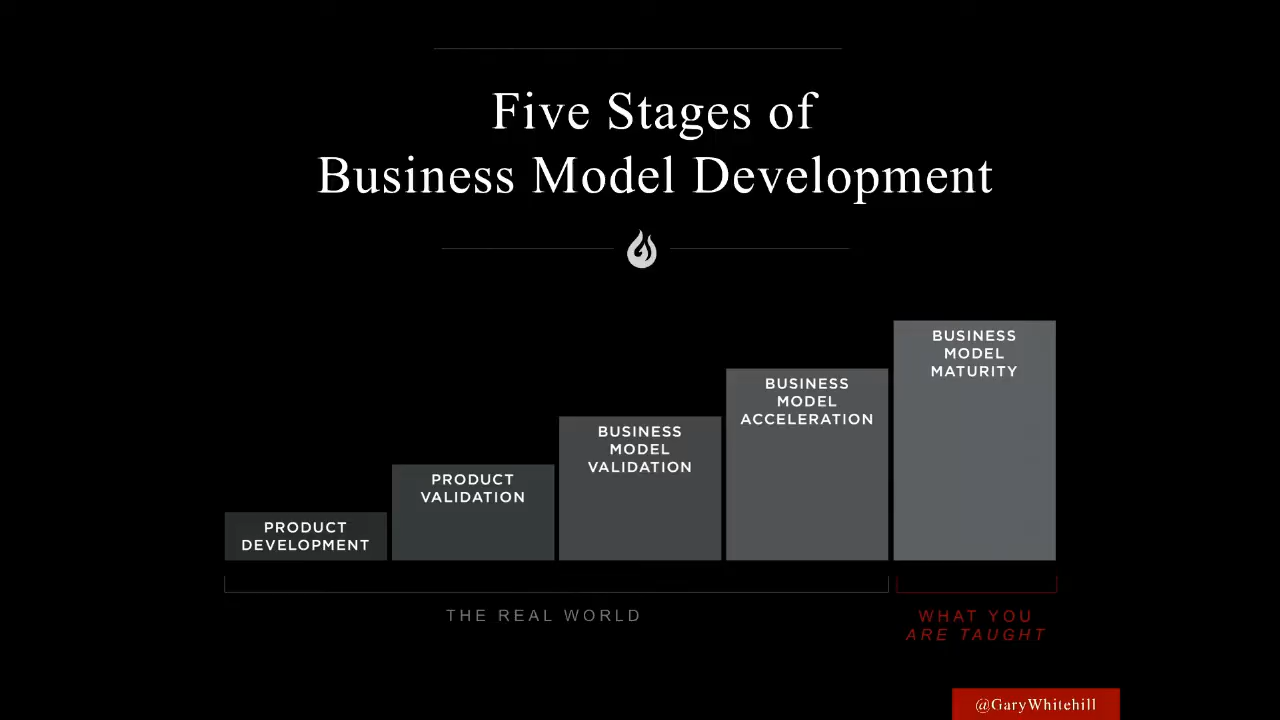 Five Stages of
Business Model Development
BUSINESS
MODEL
MATURITY
BUSINESS
MODEL
ACCELERATION
BUSINESS
MODEL
VALIDATION
PRODUCT
VALIDATION
PRODUCT
DEVELOPMENT
THE REAL WORLD
WHAT YOU
ARE TAUGHT
@GaryWhitehill